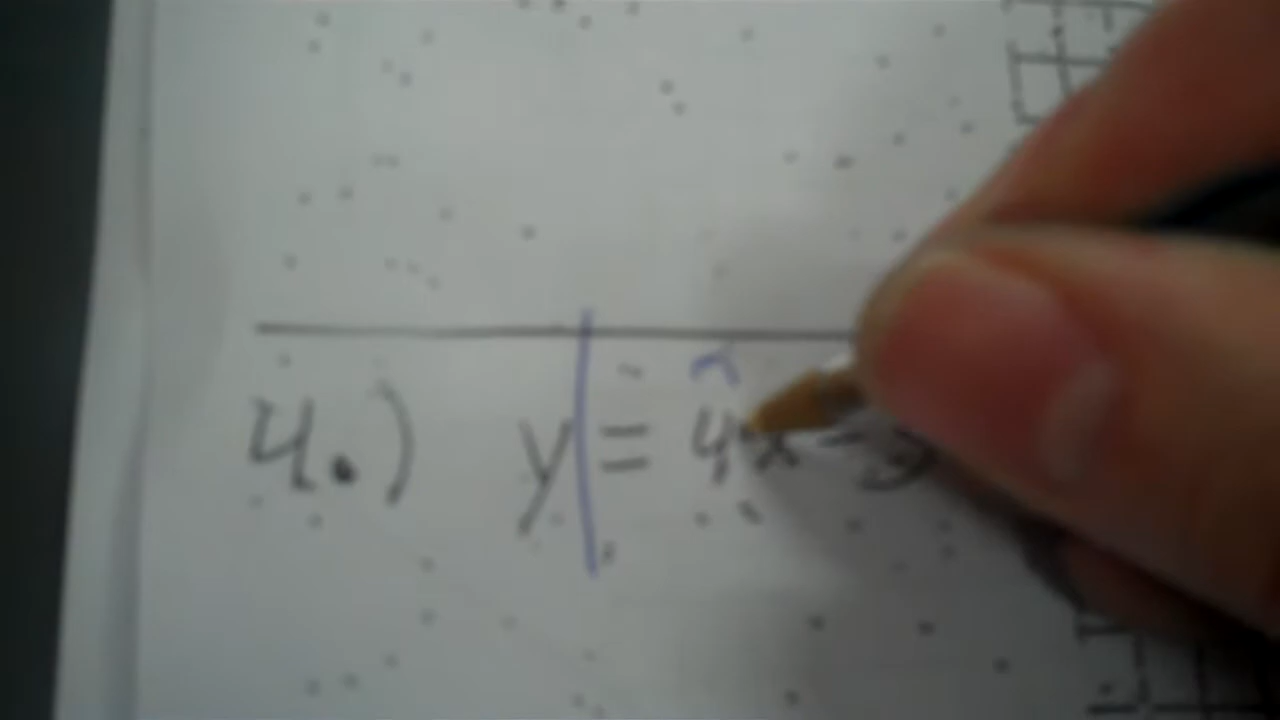 4.) y = 4x -